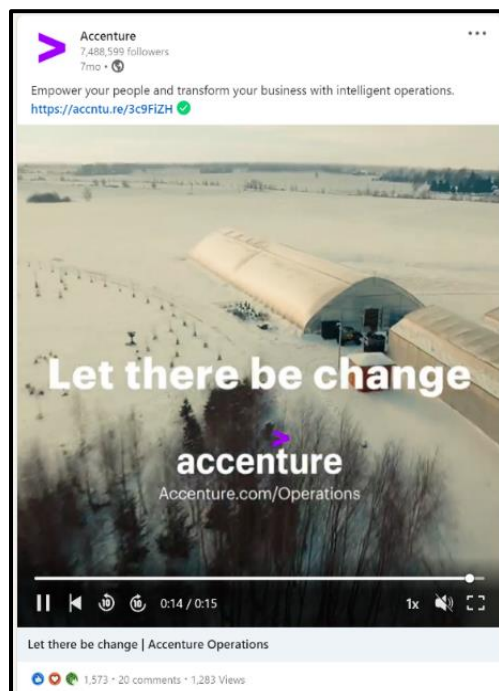 Accenture
7,488,599 followers
7mo •
Empower your people and transform your business with intelligent operations.
https://accntu.re/3c9FiZH
Let there be change
accenture
Accenture.com/Operations
10 10 0:14 / 0:15 1x
Let there be change | Accenture Operations
1,573 • 20 comments • 1,283 Views